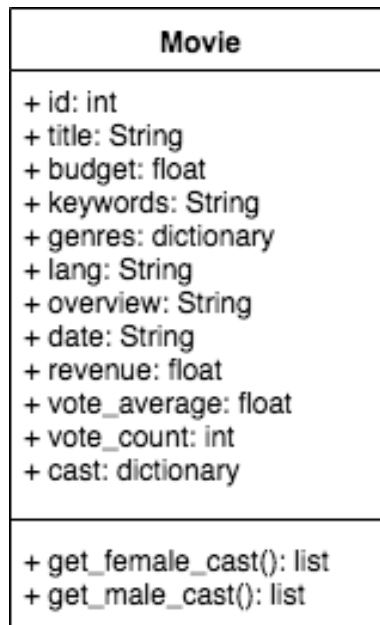 Movie
+ id: int
+ title: String
+ budget: float
+ keywords: String
+ genres: dictionary
+ lang: String
+ overview: String
+ date: String
+ revenue: float
+ vote_average: float
+ vote_count: int
+ cast: dictionary
+ get_female_cast(): list
+ get_male_cast(): list